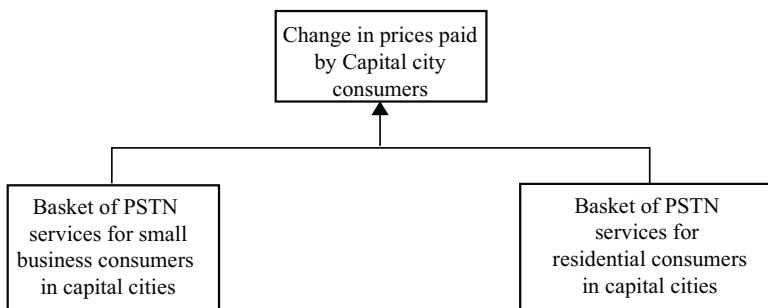 Change in prices paid
by Capital city
consumers
Basket of PSTN
services for small
business consumers
in capital cities
Basket of PSTN
services for
residential consumers
in capital cities